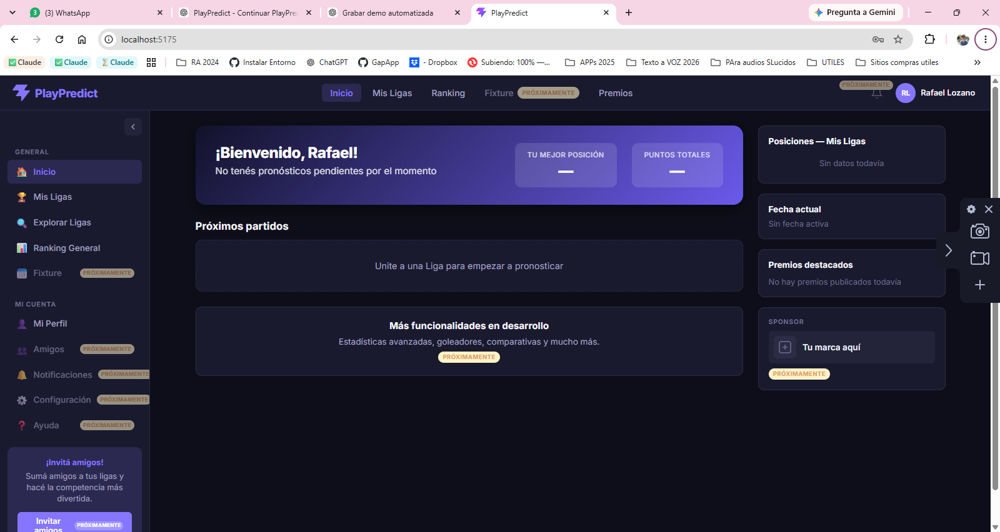 (3) WhatsApp
PlayPredict - Continuar PlayPre
Grabar demo automatizada
PlayPredict
Pregunta a Gemini
localhost:5175
Claude
Claude
Claude
RA 2024
Instalar Entorno
ChatGPT
GapApp
- Dropbox
Subiendo: 100% —...
APPs 2025
Texto a VOZ 2026
PAra audios SLucidos
UTILES
Sitios compras utiles
PlayPredict
Inicio
Mis Ligas
Ranking
Fixture PRÓXIMAMENTE
Premios
PRÓXIMAMENTE
RL
Rafael Lozano
GENERAL
Inicio
Mis Ligas
Explorar Ligas
Ranking General
Fixture PRÓXIMAMENTE
MI CUENTA
Mi Perfil
Amigos PRÓXIMAMENTE
Notificaciones PRÓXIMAMENTE
Configuración PRÓXIMAMENTE
Ayuda PRÓXIMAMENTE
¡Invitá amigos!
Sumá amigos a tus ligas y
hacé la competencia más
divertida.
Invitar
amigos
PRÓXIMAMENTE
¡Bienvenido, Rafael!
No tenés pronósticos pendientes por el momento
TU MEJOR POSICIÓN
—
PUNTOS TOTALES
—
Próximos partidos
Unite a una Liga para empezar a pronosticar
Más funcionalidades en desarrollo
Estadísticas avanzadas, goleadores, comparativas y mucho más.
PRÓXIMAMENTE
Posiciones — Mis Ligas
Sin datos todavía
Fecha actual
Sin fecha activa
Premios destacados
No hay premios publicados todavía
SPONSOR
Tu marca aquí
PRÓXIMAMENTE